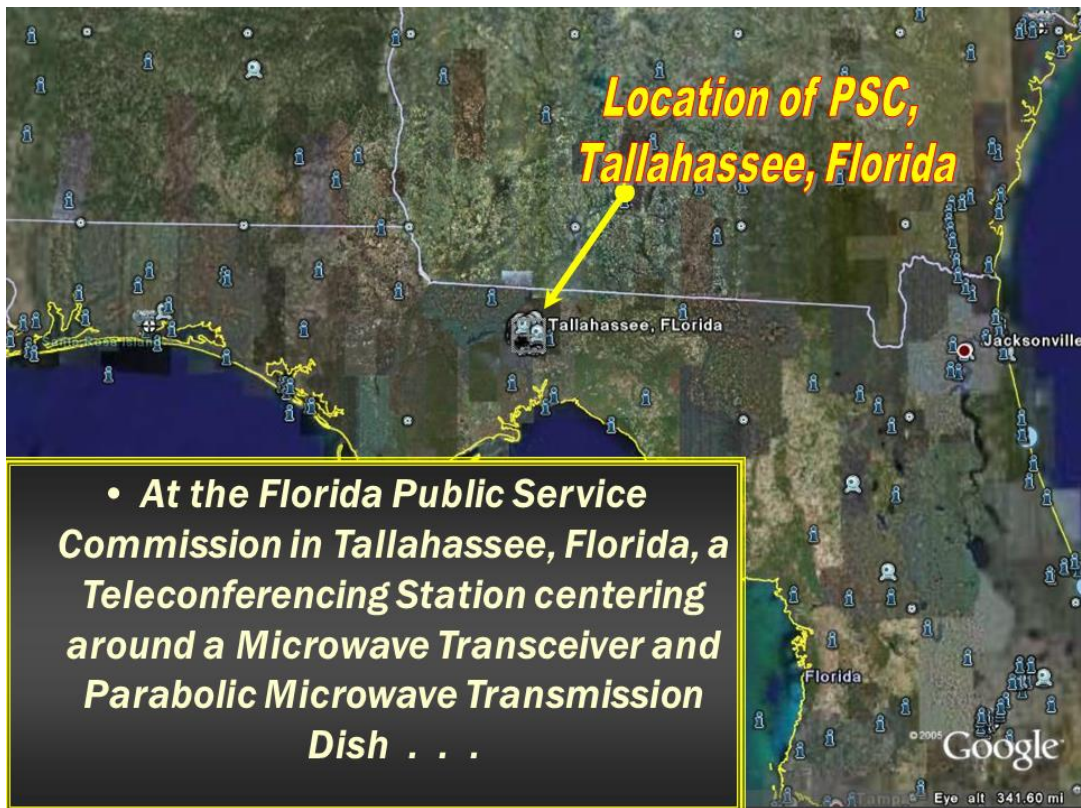 Location of PSC,
Tallahassee, Florida
Tallahassee, FLorida
Jacksonville
• At the Florida Public Service
Commission in Tallahassee, Florida, a
Teleconferencing Station centering
around a Microwave Transceiver and
Parabolic Microwave Transmission
Dish . . .
Florida
© 2005 Google
Eye alt 341.60 mi